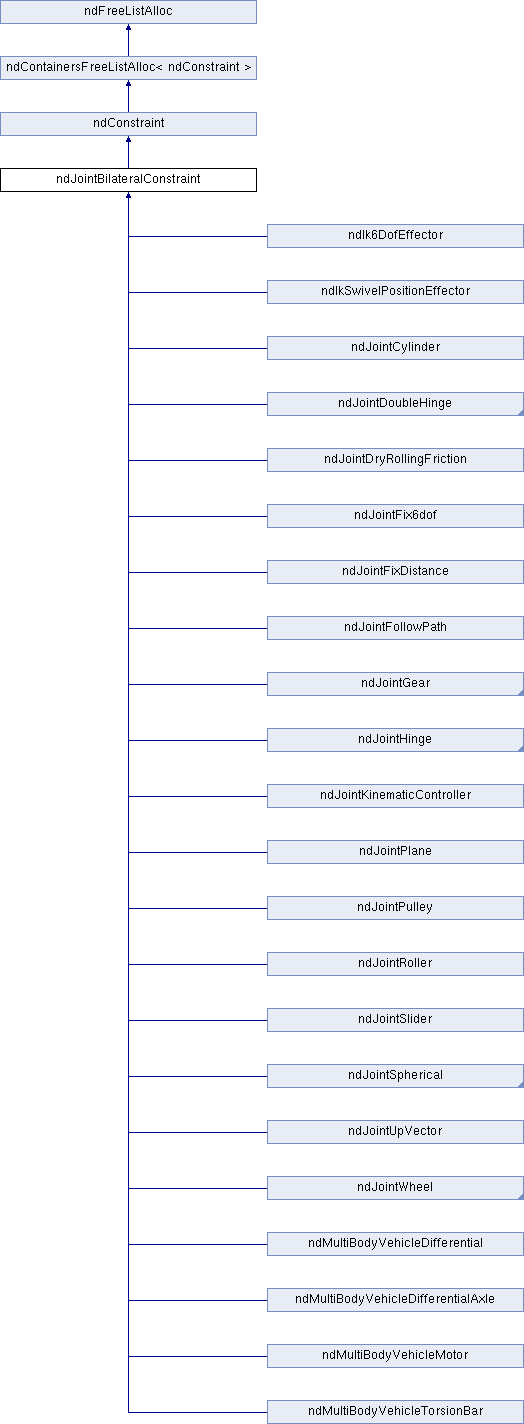 ndFreeListAlloc
ndContainersFreeListAlloc< ndConstraint >
ndConstraint
ndJointBilateralConstraint
ndIk6DofEffector
ndIkSwivelPositionEffector
ndJointCylinder
ndJointDoubleHinge
ndJointDryRollingFriction
ndJointFix6dof
ndJointFixDistance
ndJointFollowPath
ndJointGear
ndJointHinge
ndJointKinematicController
ndJointPlane
ndJointPulley
ndJointRoller
ndJointSlider
ndJointSpherical
ndJointUpVector
ndJointWheel
ndMultiBodyVehicleDifferential
ndMultiBodyVehicleDifferentialAxle
ndMultiBodyVehicleMotor
ndMultiBodyVehicleTorsionBar